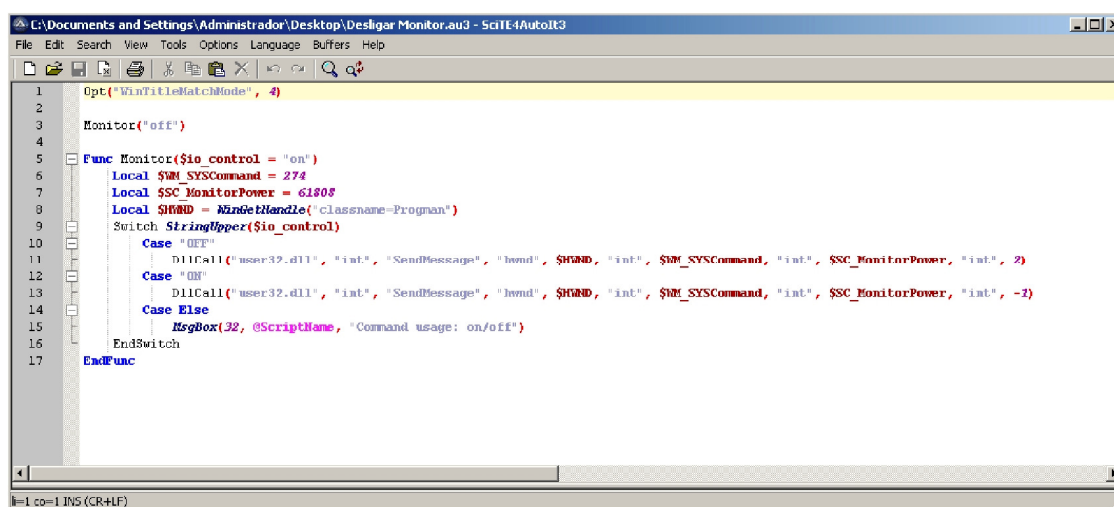 C:\Documents and Settings\Administrador\Desktop\Desligar Monitor.au3 - SciTE4AutoIt3
File Edit Search View Tools Options Language Buffers Help
1 Opt("WinTitleMatchMode", 4)
2
3 Monitor("off")
4
5 Func Monitor($io_control = "on")
6 Local $WM_SYSCommand = 274
7 Local $SC_MonitorPower = 61808
8 Local $HWND = WinGetHandle("classname=Progman")
9 Switch StringUpper($io_control)
10 Case "OFF"
11 DllCall("user32.dll", "int", "SendMessage", "hwnd", $HWND, "int", $WM_SYSCommand, "int", $SC_MonitorPower, "int", 2)
12 Case "ON"
13 DllCall("user32.dll", "int", "SendMessage", "hwnd", $HWND, "int", $WM_SYSCommand, "int", $SC_MonitorPower, "int", -1)
14 Case Else
15 MsgBox(32, @ScriptName, "Command usage: on/off")
16 EndSwitch
17 EndFunc
li=1 co=1 INS (CR+LF)